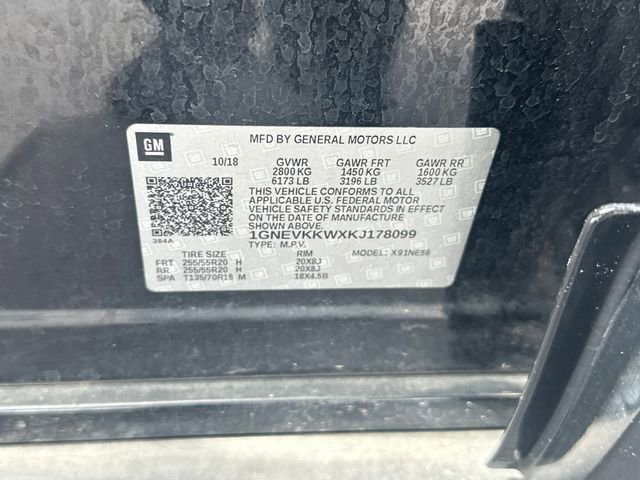 GM
MFD BY GENERAL MOTORS LLC
10/18 GVWR GAWR FRT GAWR RR
2800 KG 1450 KG 1600 KG
6173 LB 3196 LB 3527 LB
THIS VEHICLE CONFORMS TO ALL
APPLICABLE U.S. FEDERAL MOTOR
VEHICLE SAFETY STANDARDS IN EFFECT
ON THE DATE OF MANUFACTURE
SHOWN ABOVE.
384A 1GNEVKKWXKJ178099
TYPE: M.P.V. MODEL: X91NE56
TIRE SIZE RIM
FRT 255/55R20 H 20X8J
RR 255/55R20 H 20X8J
SPA T135/70R18 M 18X4.5B